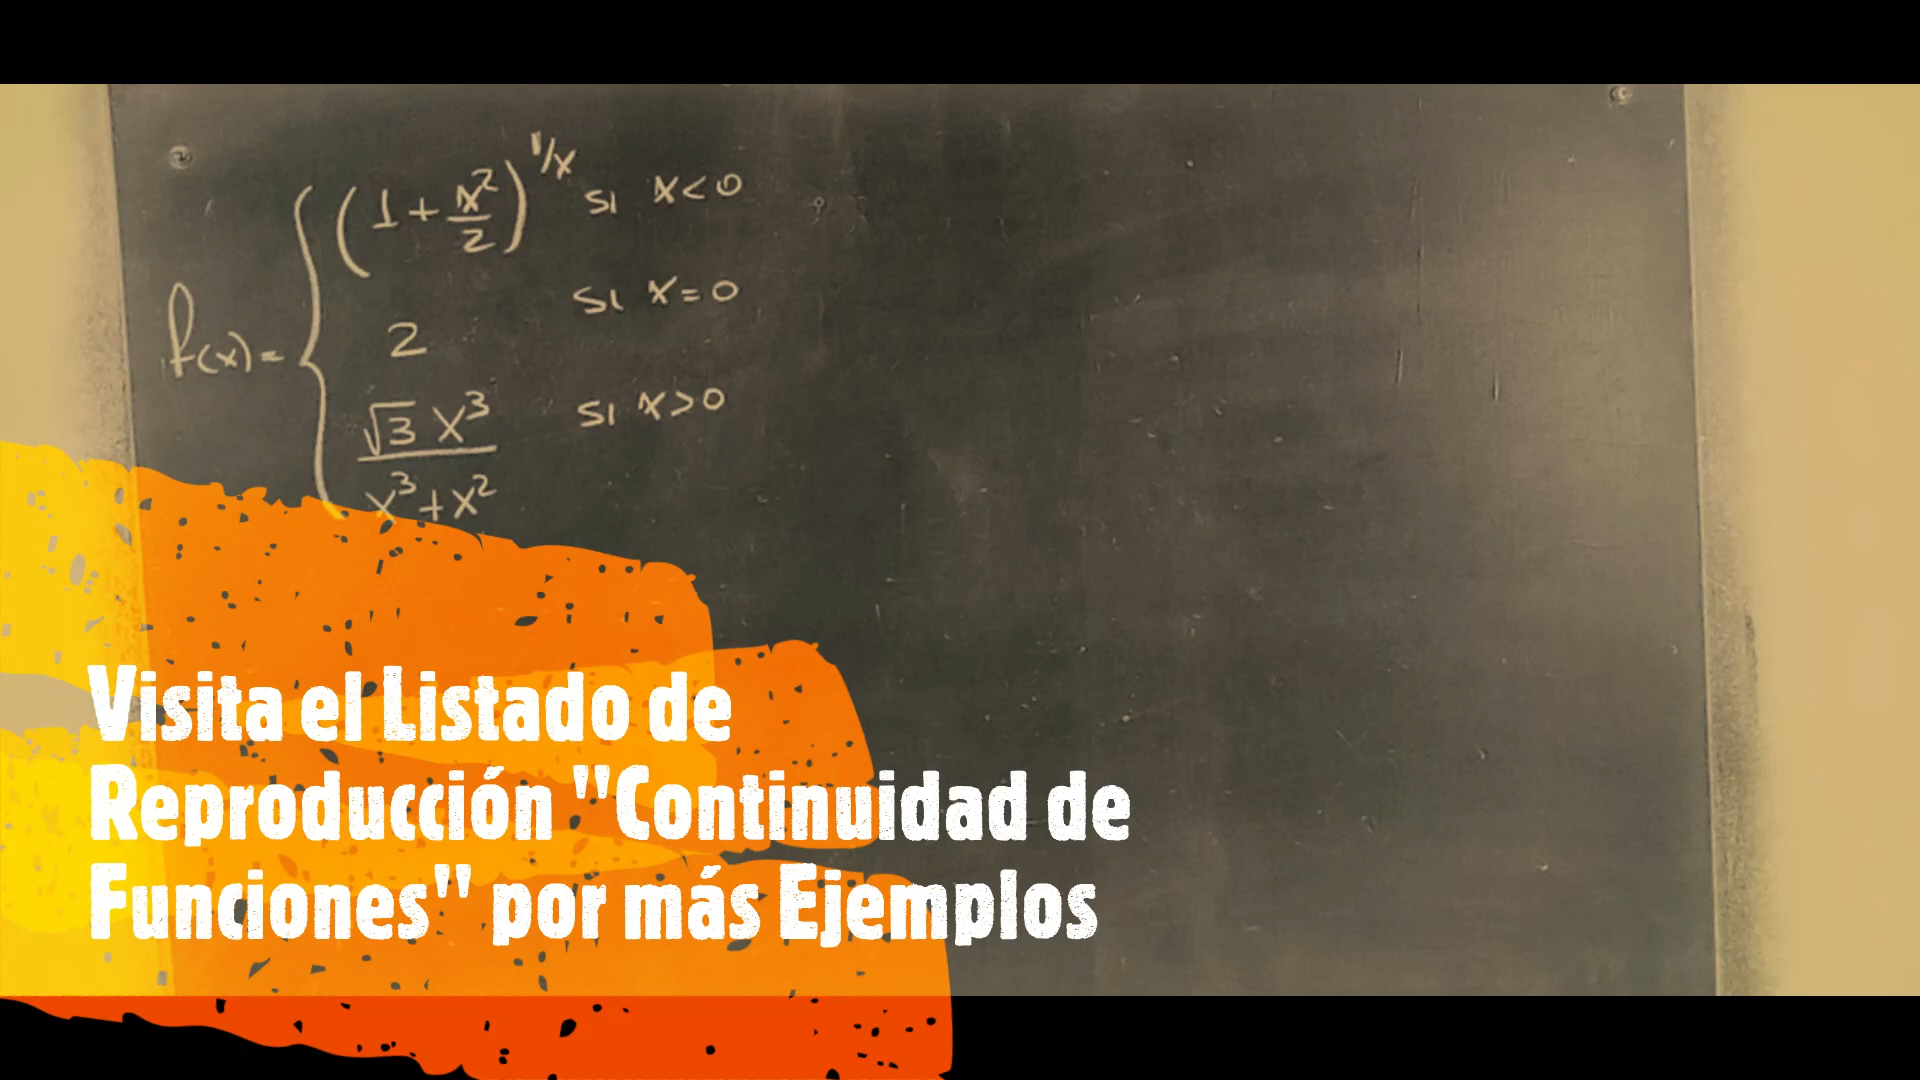 (1+x²/2)^1/x si x<0
f(x)= 2 si x=0
√3 x³ si x>0
x³+x²
Visita el Listado de
Reproducción "Continuidad de
Funciones" por más Ejemplos